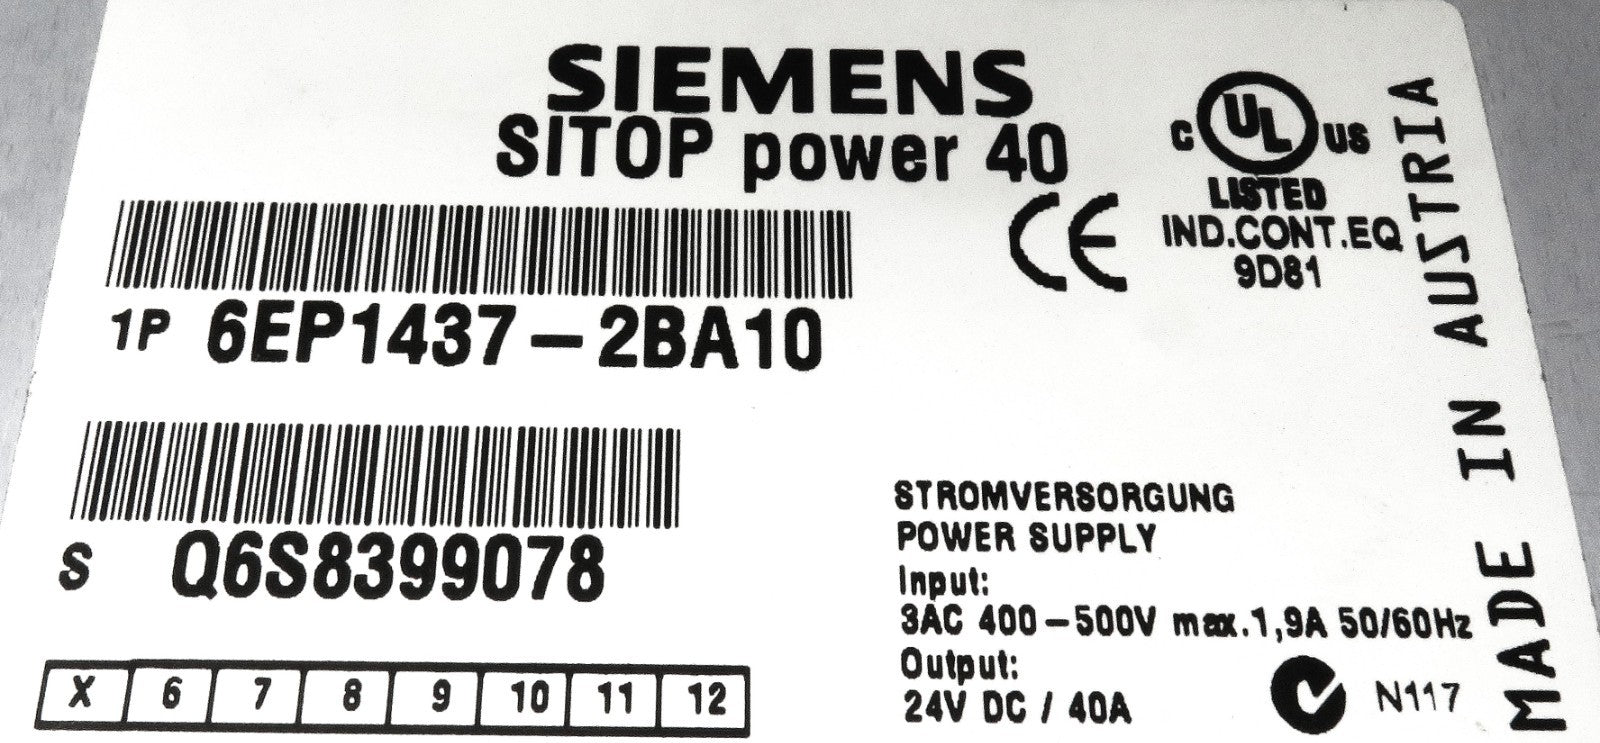 SIEMENS
SITOP power 40
C UL US
LISTED
IND.CONT.EQ
9D81
CE
1P 6EP1437-2BA10
S Q6S8399078
STROMVERSORGUNG
POWER SUPPLY
Input:
3AC 400-500V max.1,9A 50/60Hz
Output:
24V DC / 40A
N117
X 6 7 8 9 10 11 12
MADE IN AUSTRIA